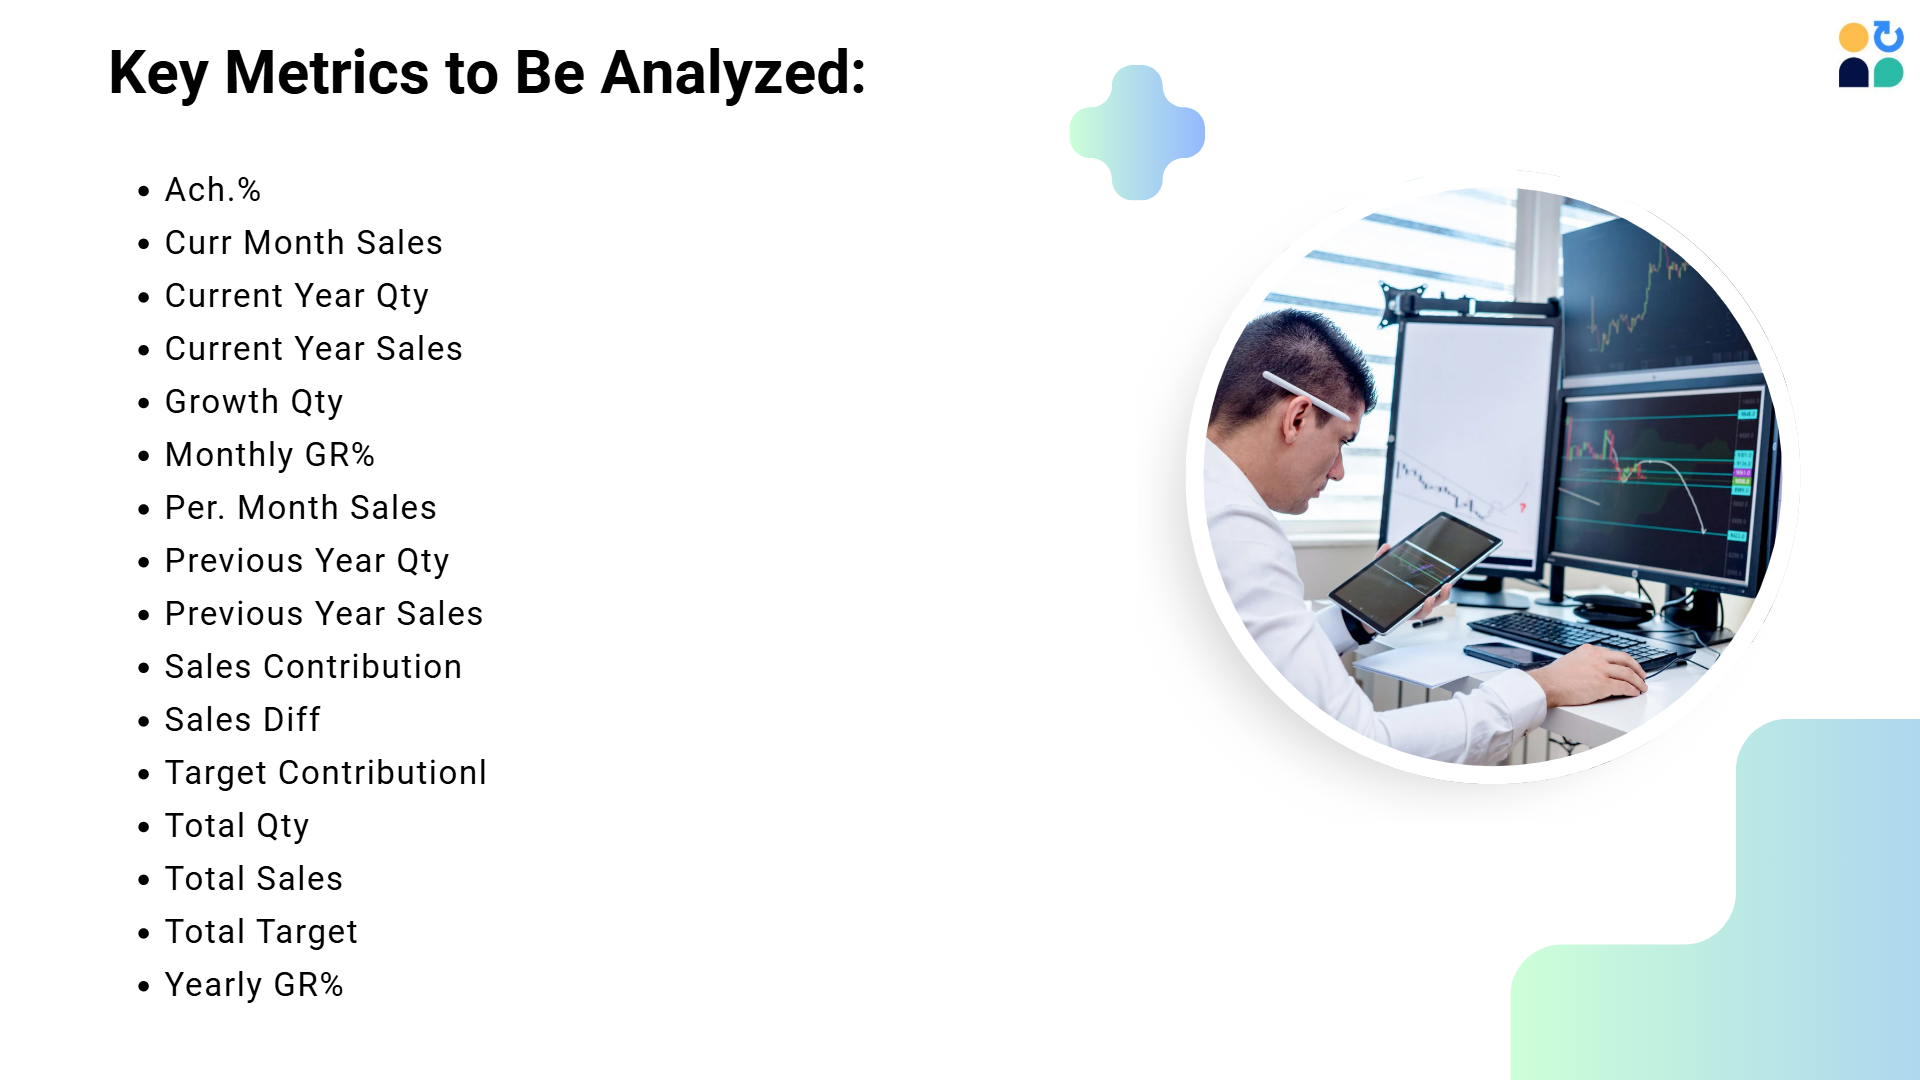 Key Metrics to Be Analyzed:
Ach.%
Curr Month Sales
Current Year Qty
Current Year Sales
Growth Qty
Monthly GR%
Per. Month Sales
Previous Year Qty
Previous Year Sales
Sales Contribution
Sales Diff
Target Contributionl
Total Qty
Total Sales
Total Target
Yearly GR%
?